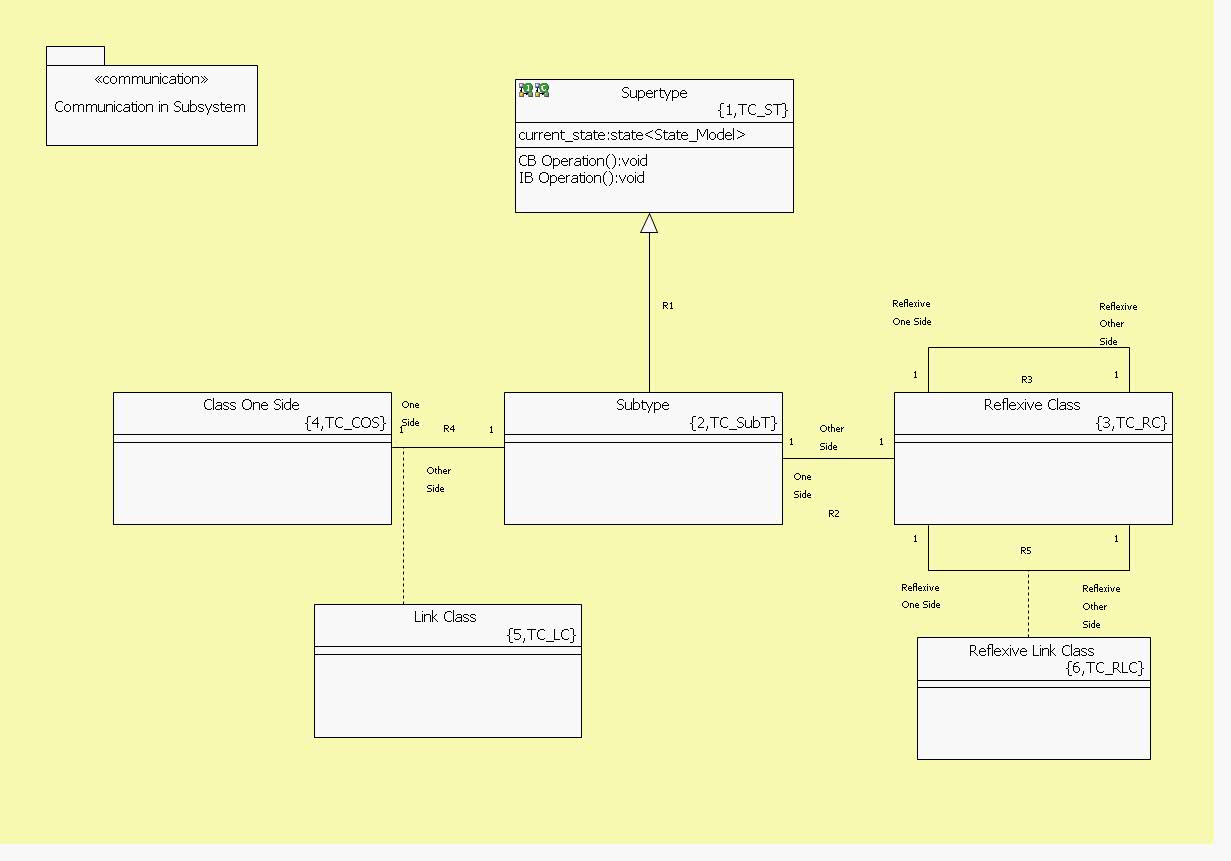 «communication»
Communication in Subsystem
Supertype
{1,TC_ST}
current_state:state<State_Model>
CB Operation():void
IB Operation():void
R1
Reflexive
One Side
Reflexive
Other
Side
1
R3
1
Class One Side
{4,TC_COS}
One
Side
1
R4
1
Other
Side
Subtype
{2,TC_SubT}
1
Other
Side
1
One
Side
R2
Reflexive Class
{3,TC_RC}
1
R5
1
Reflexive
One Side
Reflexive
Other
Side
Link Class
{5,TC_LC}
Reflexive Link Class
{6,TC_RLC}